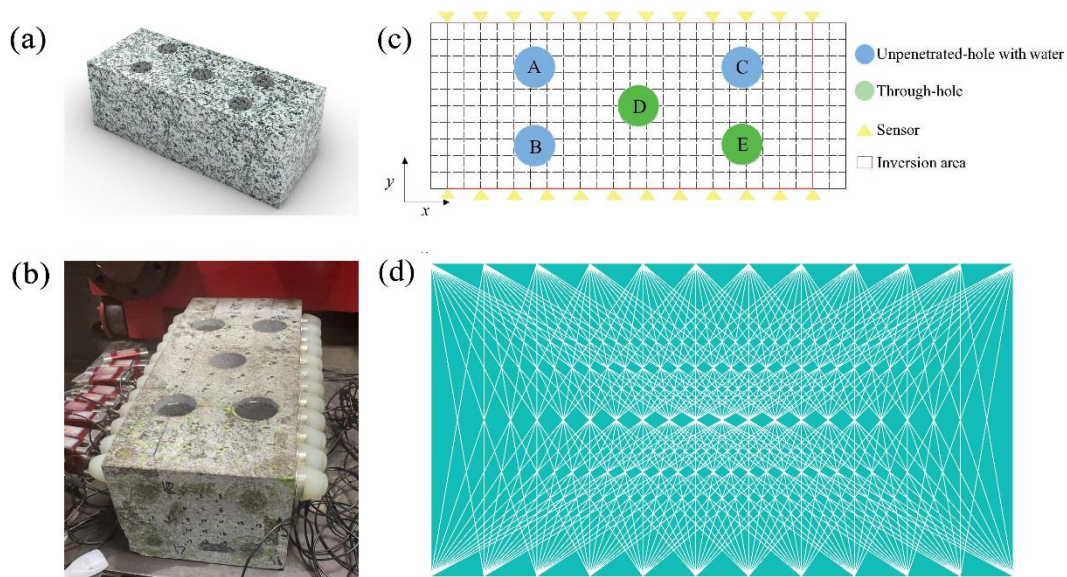 (a)
(c)
A
C
D
B
E
y
x
Unpenetrated-hole with water
Through-hole
Sensor
Inversion area
(b)
(d)